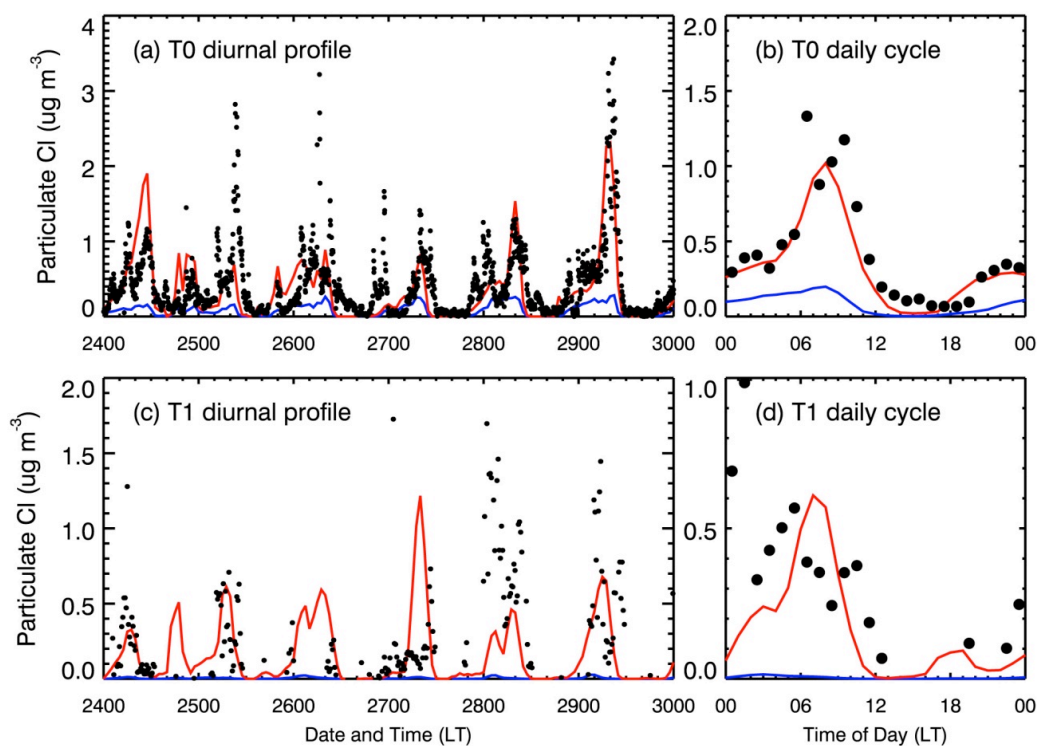 (a) T0 diurnal profile
Particulate Cl (ug m⁻³)
4
3
2
1
0
2400 2500 2600 2700 2800 2900 3000
(b) T0 daily cycle
2.0
1.5
1.0
0.5
0.0
00 06 12 18 00
(c) T1 diurnal profile
Particulate Cl (ug m⁻³)
2.0
1.5
1.0
0.5
0.0
2400 2500 2600 2700 2800 2900 3000
Date and Time (LT)
(d) T1 daily cycle
1.0
0.5
0.0
00 06 12 18 00
Time of Day (LT)